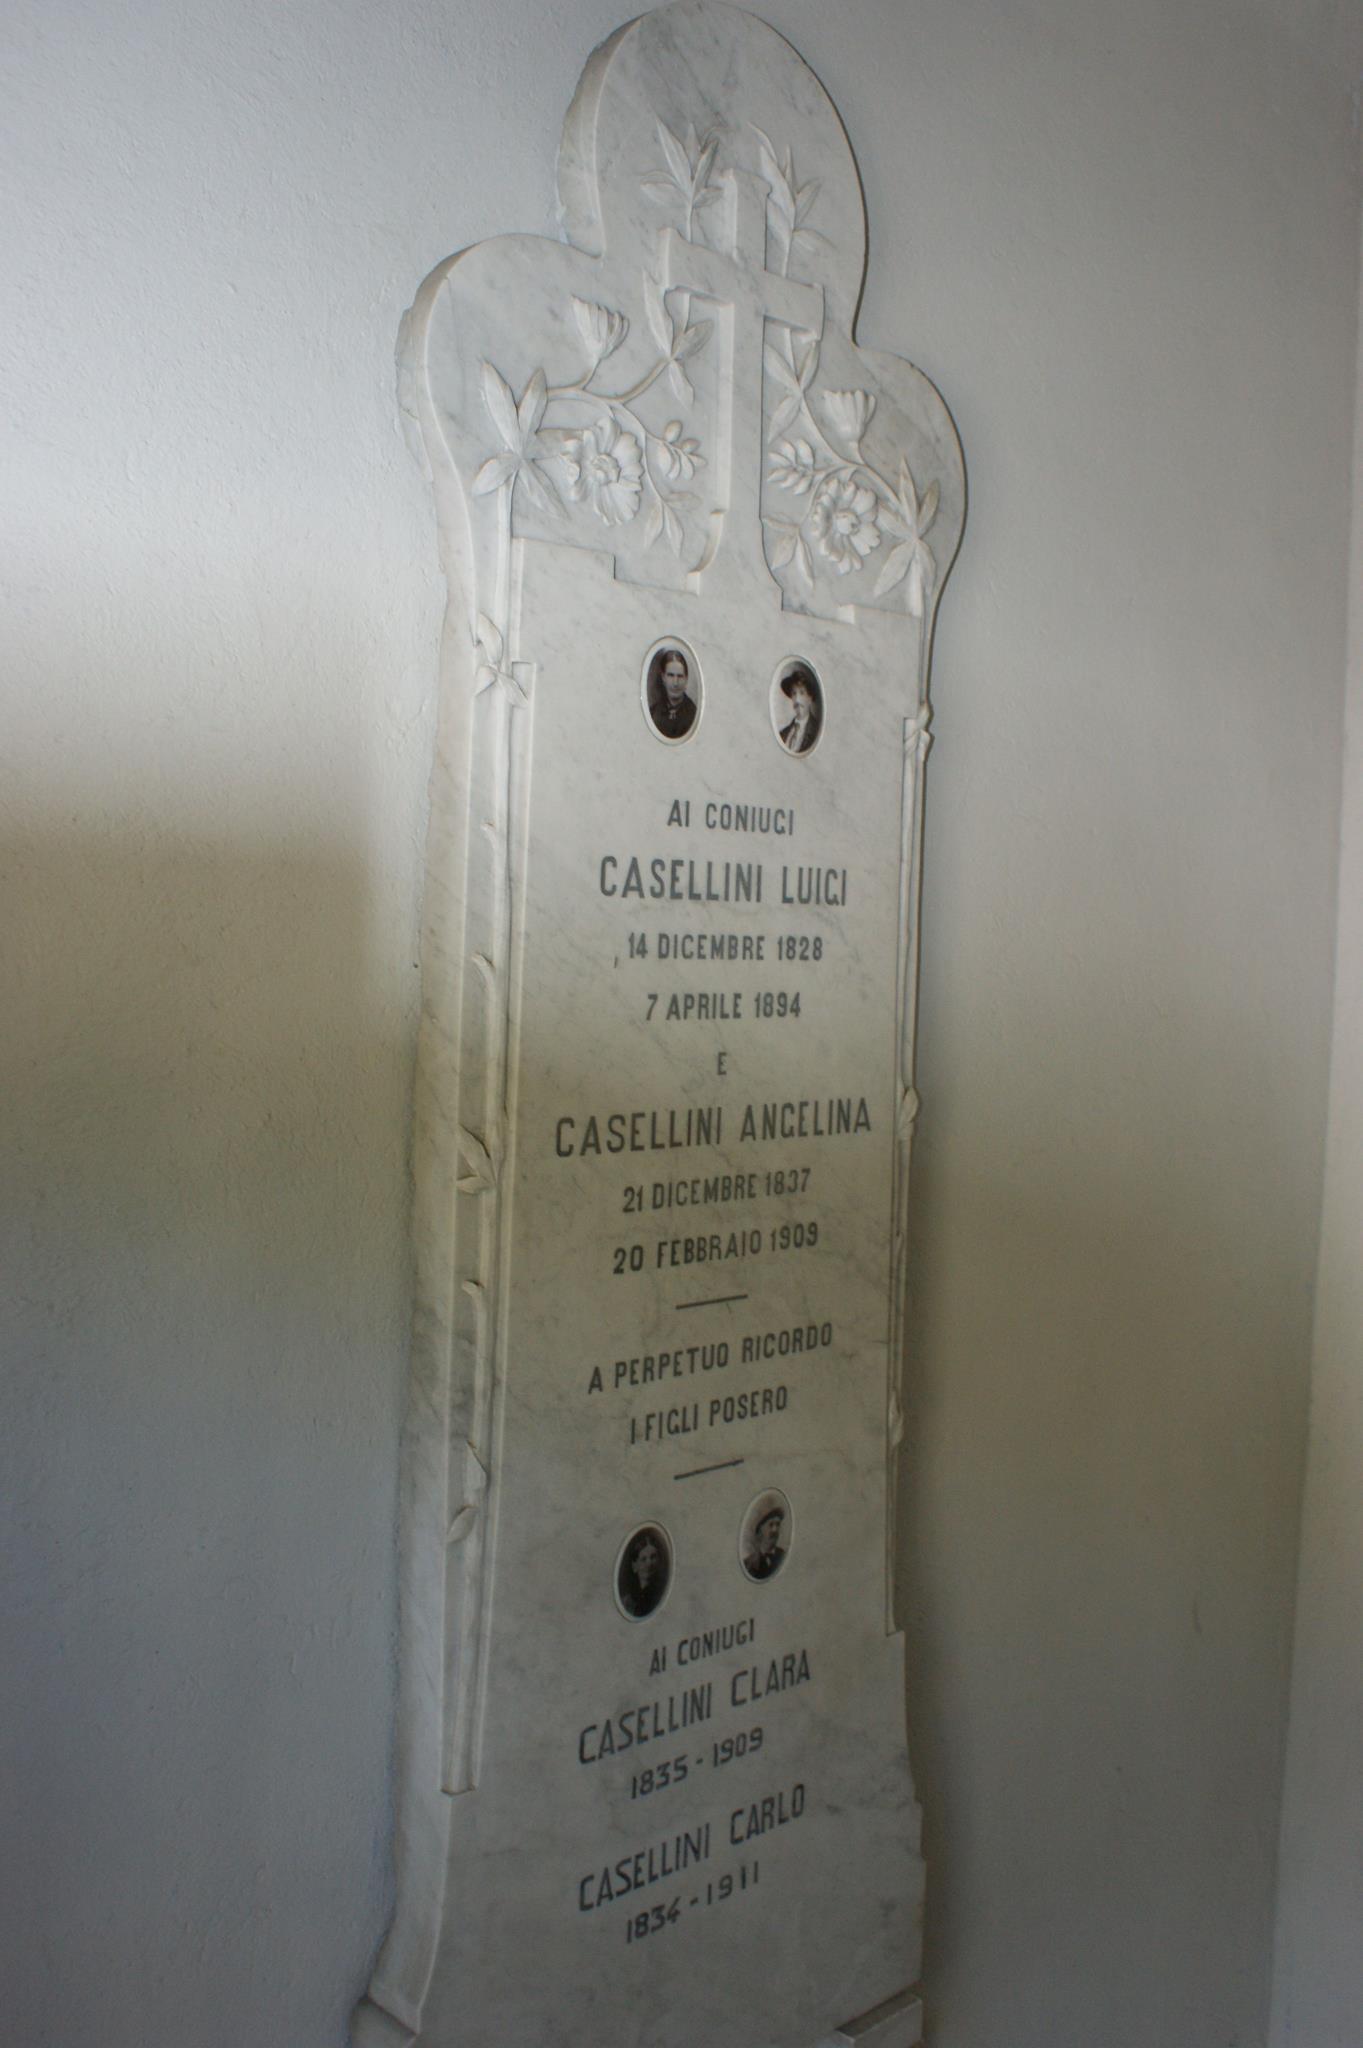 AI CONIUGI
CASELLINI LUIGI
14 DICEMBRE 1828
7 APRILE 1894
E
CASELLINI ANGELINA
21 DICEMBRE 1837
20 FEBBRAIO 1909
A PERPETUO RICORDO
I FIGLI POSERO
AI CONIUGI
CASELLINI CLARA
1835-1909
CASELLINI CARLO
1834-1911